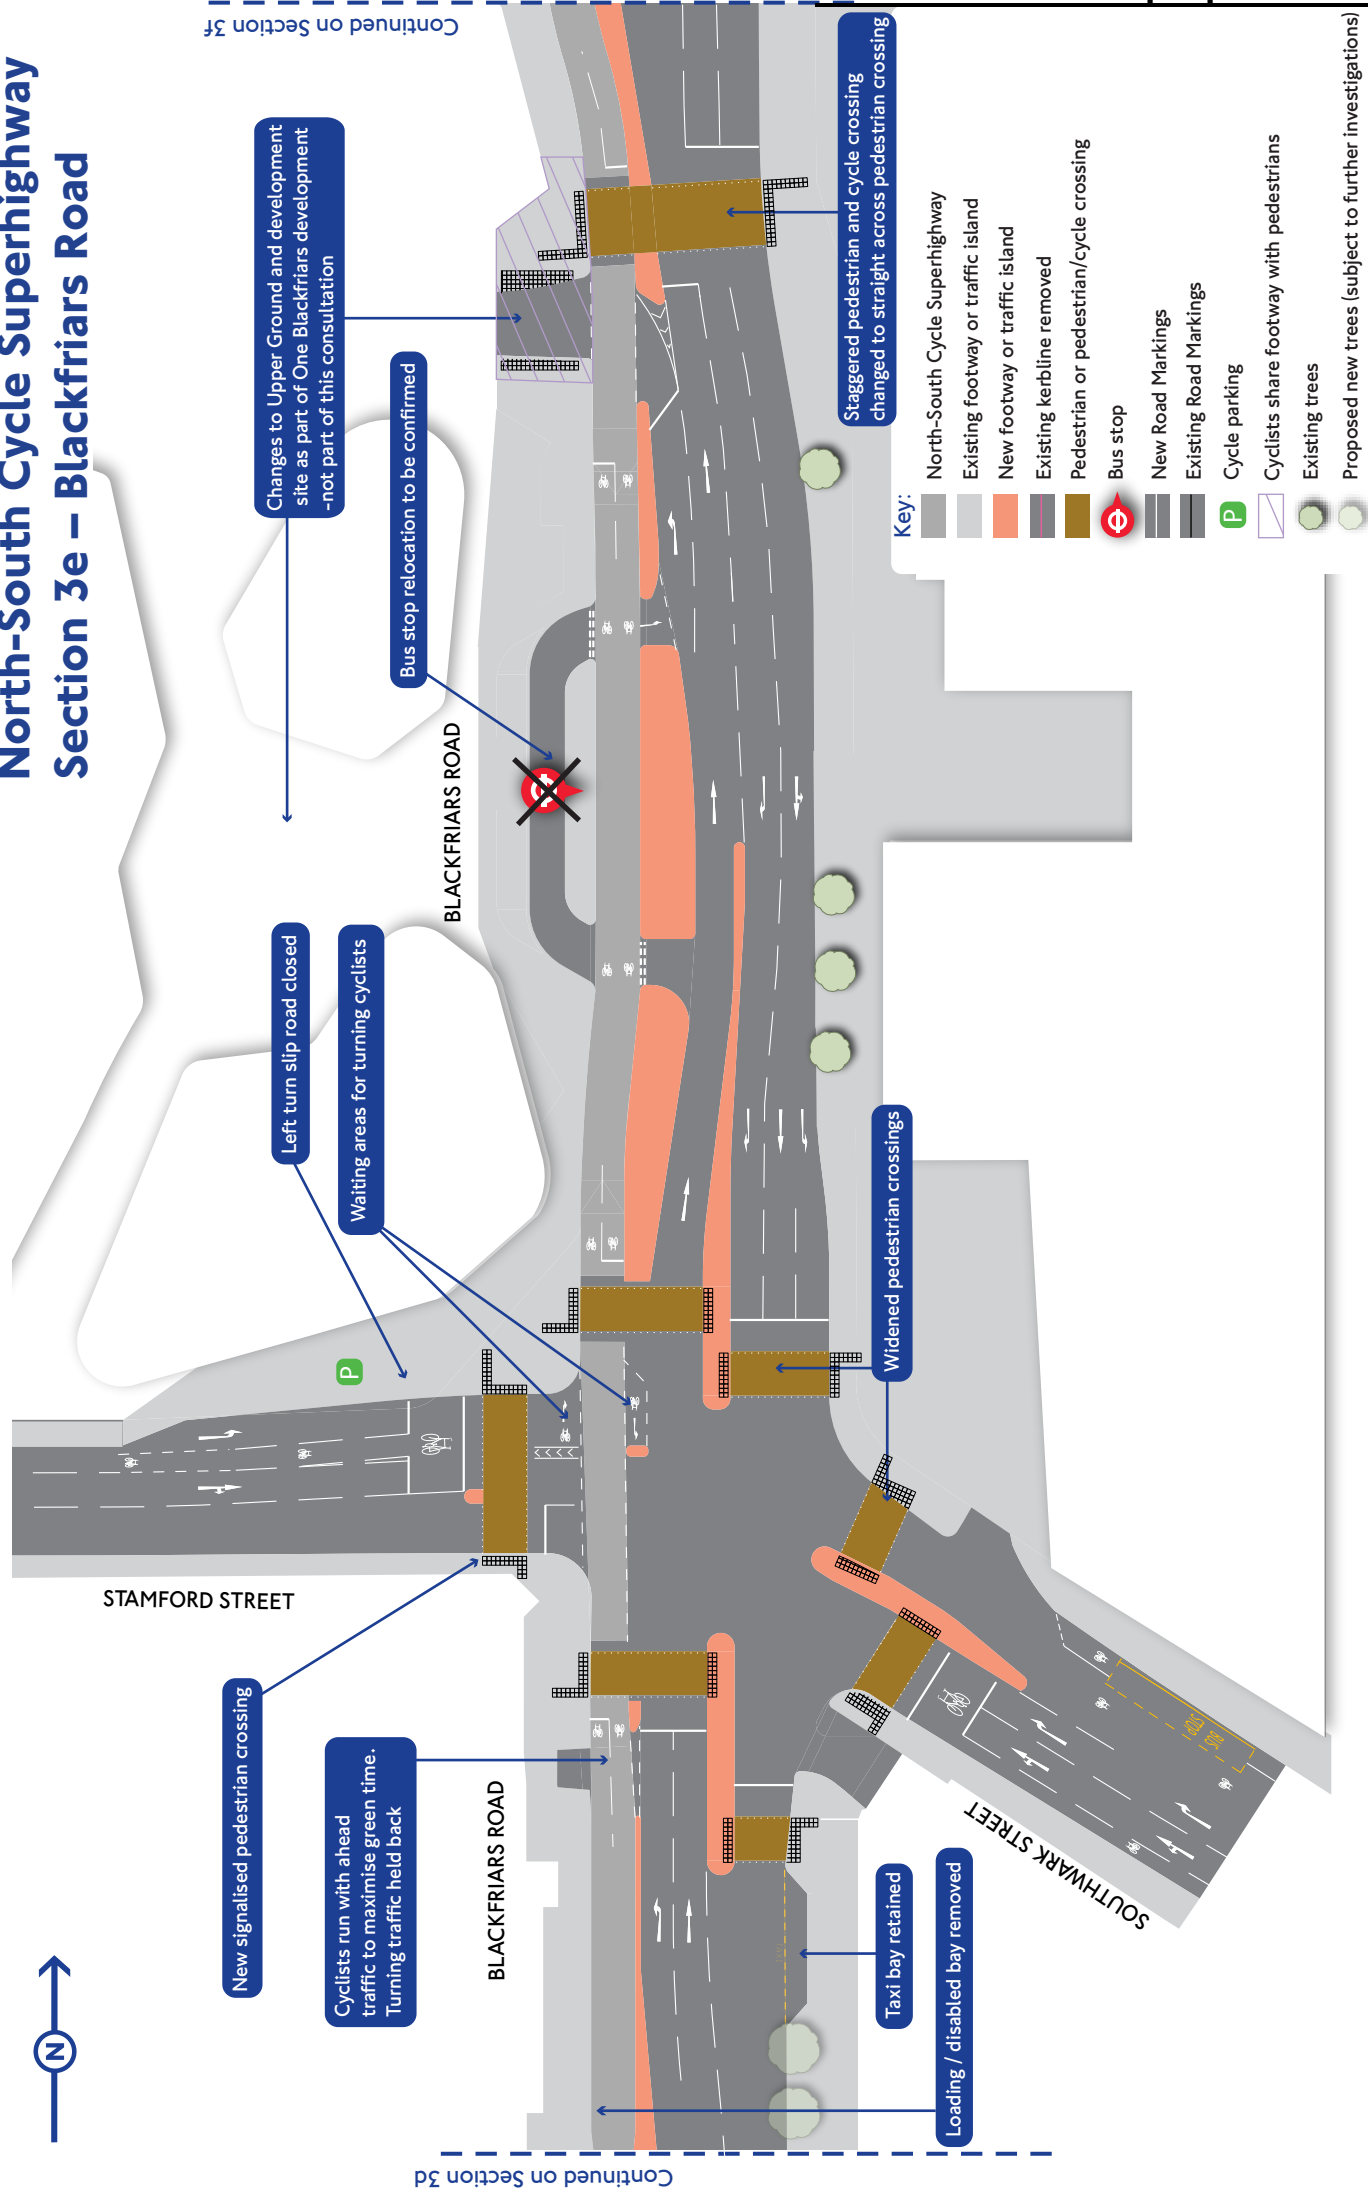 North-South Cycle Superhighway
Section 3e – Blackfriars Road
N
Continued on Section 3d
Continued on Section 3f
New signalised pedestrian crossing
Cyclists run with ahead
traffic to maximise green time.
Turning traffic held back
Left turn slip road closed
Waiting areas for turning cyclists
Bus stop relocation to be confirmed
Changes to Upper Ground and development
site as part of One Blackfriars development
-not part of this consultation
STAMFORD STREET
BLACKFRIARS ROAD
BLACKFRIARS ROAD
P
SOUTHWARK STREET
BUS
STOP
Loading / disabled bay removed
Taxi bay retained
Widened pedestrian crossings
Staggered pedestrian and cycle crossing
changed to straight across pedestrian crossing
Key:
North-South Cycle Superhighway
Existing footway or traffic island
New footway or traffic island
Existing kerbline removed
Pedestrian or pedestrian/cycle crossing
Bus stop
New Road Markings
Existing Road Markings
P Cycle parking
Cyclists share footway with pedestrians
Existing trees
Proposed new trees (subject to further investigations)